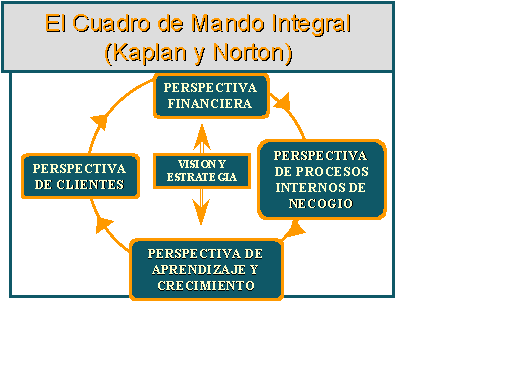 El Cuadro de Mando Integral
(Kaplan y Norton)
PERSPECTIVA
FINANCIERA
PERSPECTIVA
DE CLIENTES
VISION Y
ESTRATEGIA
PERSPECTIVA
DE PROCESOS
INTERNOS DE
NECOGIO
PERSPECTIVA DE
APRENDIZAJE Y
CRECIMIENTO